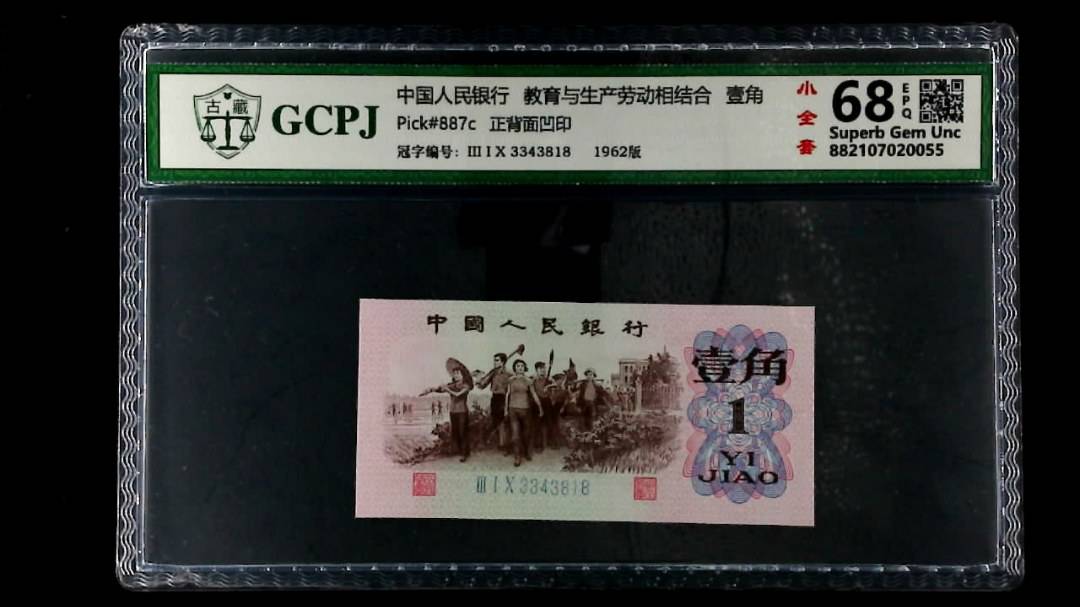 古藏
GCPJ
中国人民银行 教育与生产劳动相结合 壹角
Pick#887c 正背面凹印
冠字编号: III I X 3343818 1962版
小全套
68 EPQ
Superb Gem Unc
882107020055
中國人民銀行
壹角
1
YI
JIAO
III I X 3343818